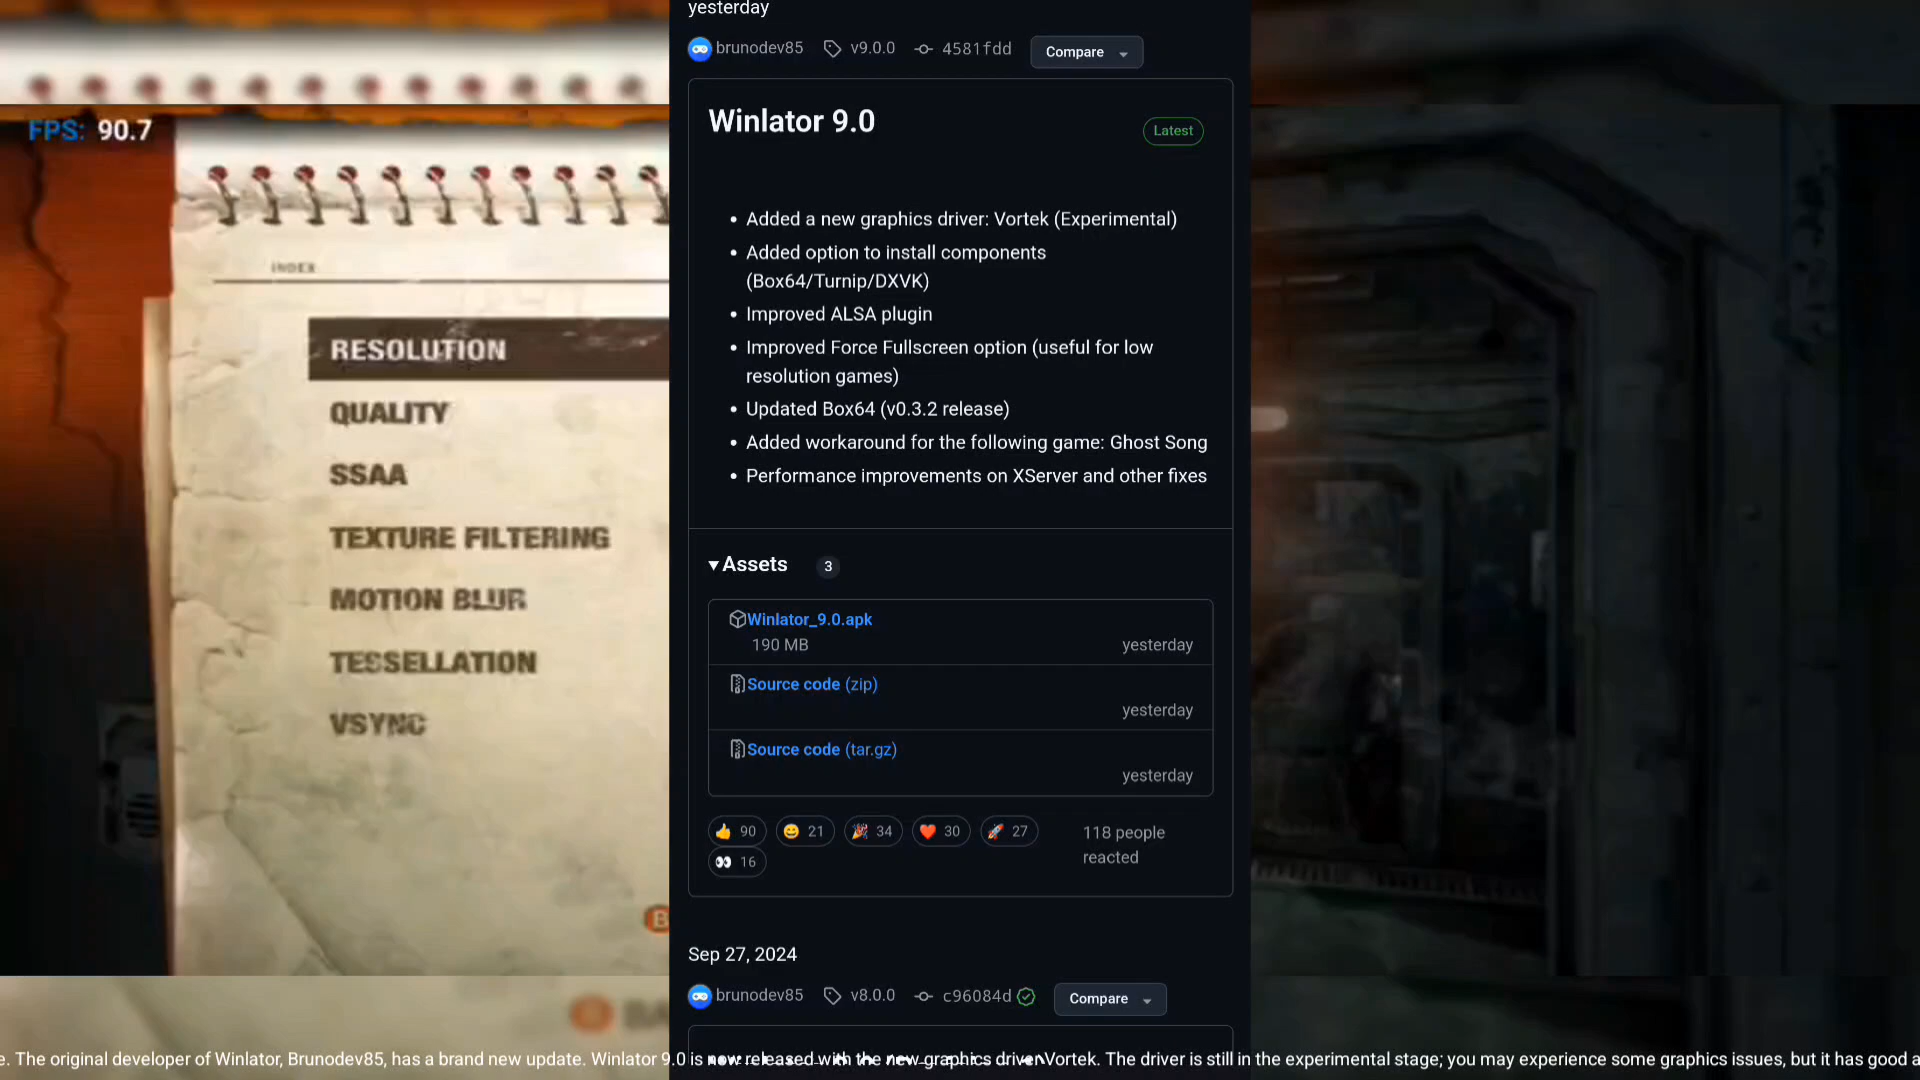 FPS: 90.7
INDEX
RESOLUTION
QUALITY
SSAA
TEXTURE FILTERING
MOTION BLUR
TESSELLATION
VSYNC
yesterday
brunodev85 v9.0.0 4581fdd Compare
Winlator 9.0
Latest
• Added a new graphics driver: Vortek (Experimental)
• Added option to install components
(Box64/Turnip/DXVK)
• Improved ALSA plugin
• Improved Force Fullscreen option (useful for low
resolution games)
• Updated Box64 (v0.3.2 release)
• Added workaround for the following game: Ghost Song
• Performance improvements on XServer and other fixes
Assets 3
Winlator_9.0.apk
190 MB yesterday
Source code (zip)
yesterday
Source code (tar.gz)
yesterday
90 21 34 30 27
16
118 people
reacted
Sep 27, 2024
brunodev85 v8.0.0 c96084d Compare
e. The original developer of Winlator, Brunodev85, has a brand new update. Winlator 9.0 is now released with the new graphics driver Vortek. The driver is still in the experimental stage; you may experience some graphics issues, but it has good a